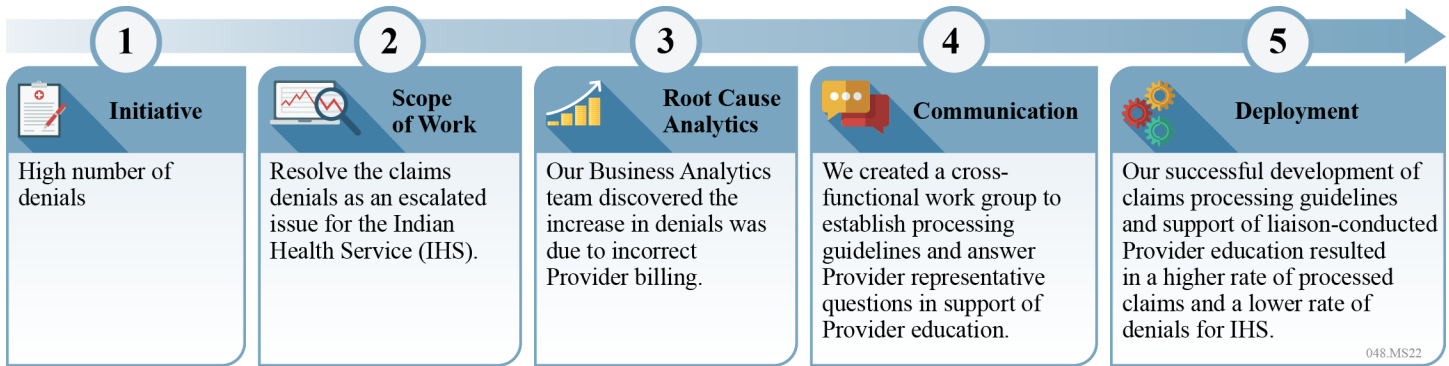 1
Initiative
High number of
denials
2
Scope
of Work
Resolve the claims
denials as an escalated
issue for the Indian
Health Service (IHS).
3
Root Cause
Analytics
Our Business Analytics
team discovered the
increase in denials was
due to incorrect
Provider billing.
4
Communication
We created a cross-
functional work group to
establish processing
guidelines and answer
Provider representative
questions in support of
Provider education.
5
Deployment
Our successful development of
claims processing guidelines
and support of liaison-conducted
Provider education resulted
in a higher rate of processed
claims and a lower rate of
denials for IHS.
048.MS22